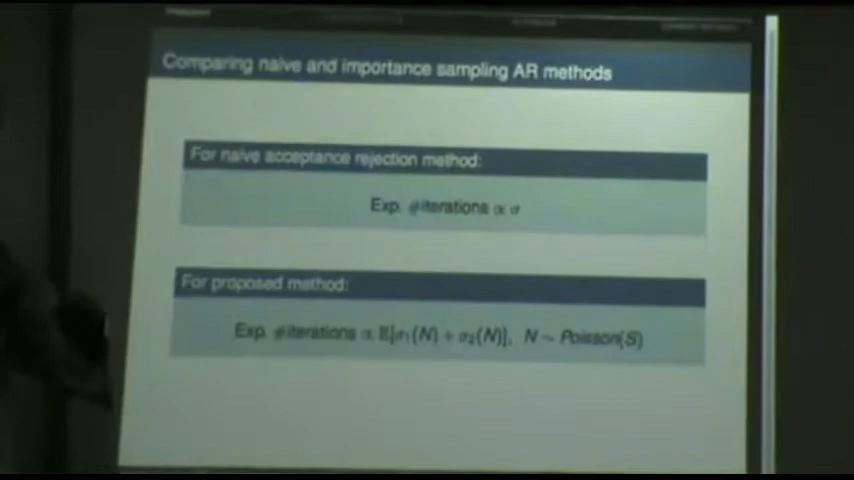 Comparing naive and importance sampling AR methods
For naive acceptance rejection method:
Exp. #iterations ∝ σ
For proposed method:
Exp. #iterations ∝ 𝔼[σ₁(N) + σ₂(N)], N ∼ Poisson(S)